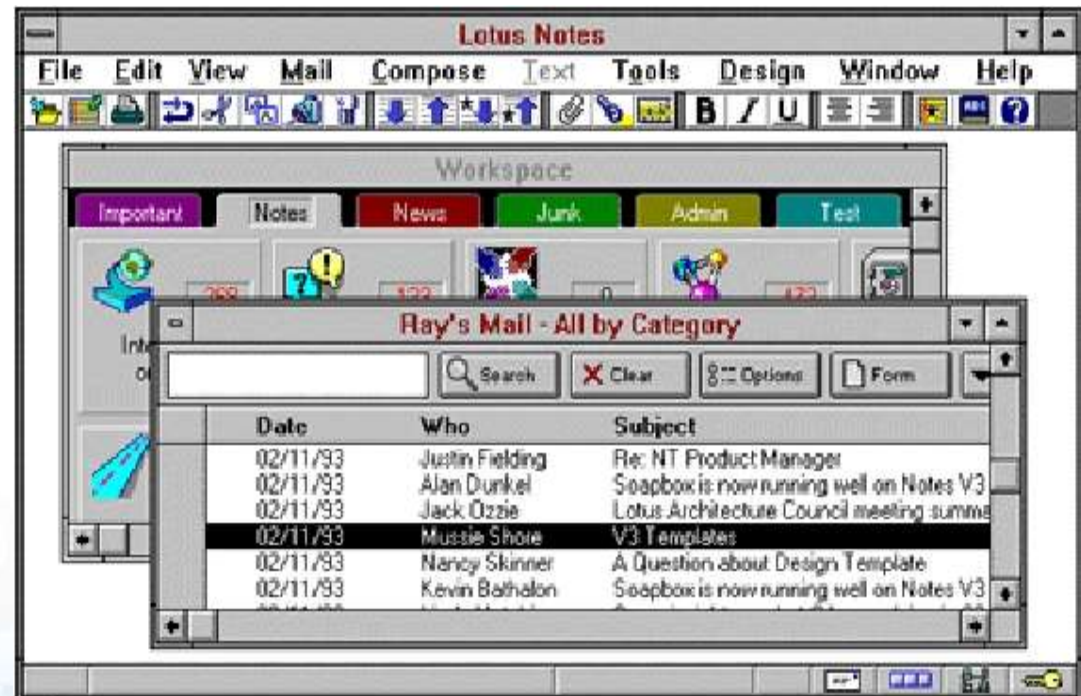 Lotus Notes
File Edit View Mail Compose Text Tools Design Window Help
B I U
Workspace
Important Notes News Junk Admin Test
123 0
Ray's Mail - All by Category
Search Clear Options Form
Date Who Subject
02/11/93 Justin Fielding Re: NT Product Manager
02/11/93 Alan Dunkel Soapbox is now running well on Notes V3
02/11/93 Jack Ozzie Lotus Architecture Council meeting summa
02/11/93 Mussie Shore V3 Templates
02/11/93 Nancy Skinner A Question about Design Template
02/11/93 Kevin Bathalon Soapbox is now running well on Notes V3